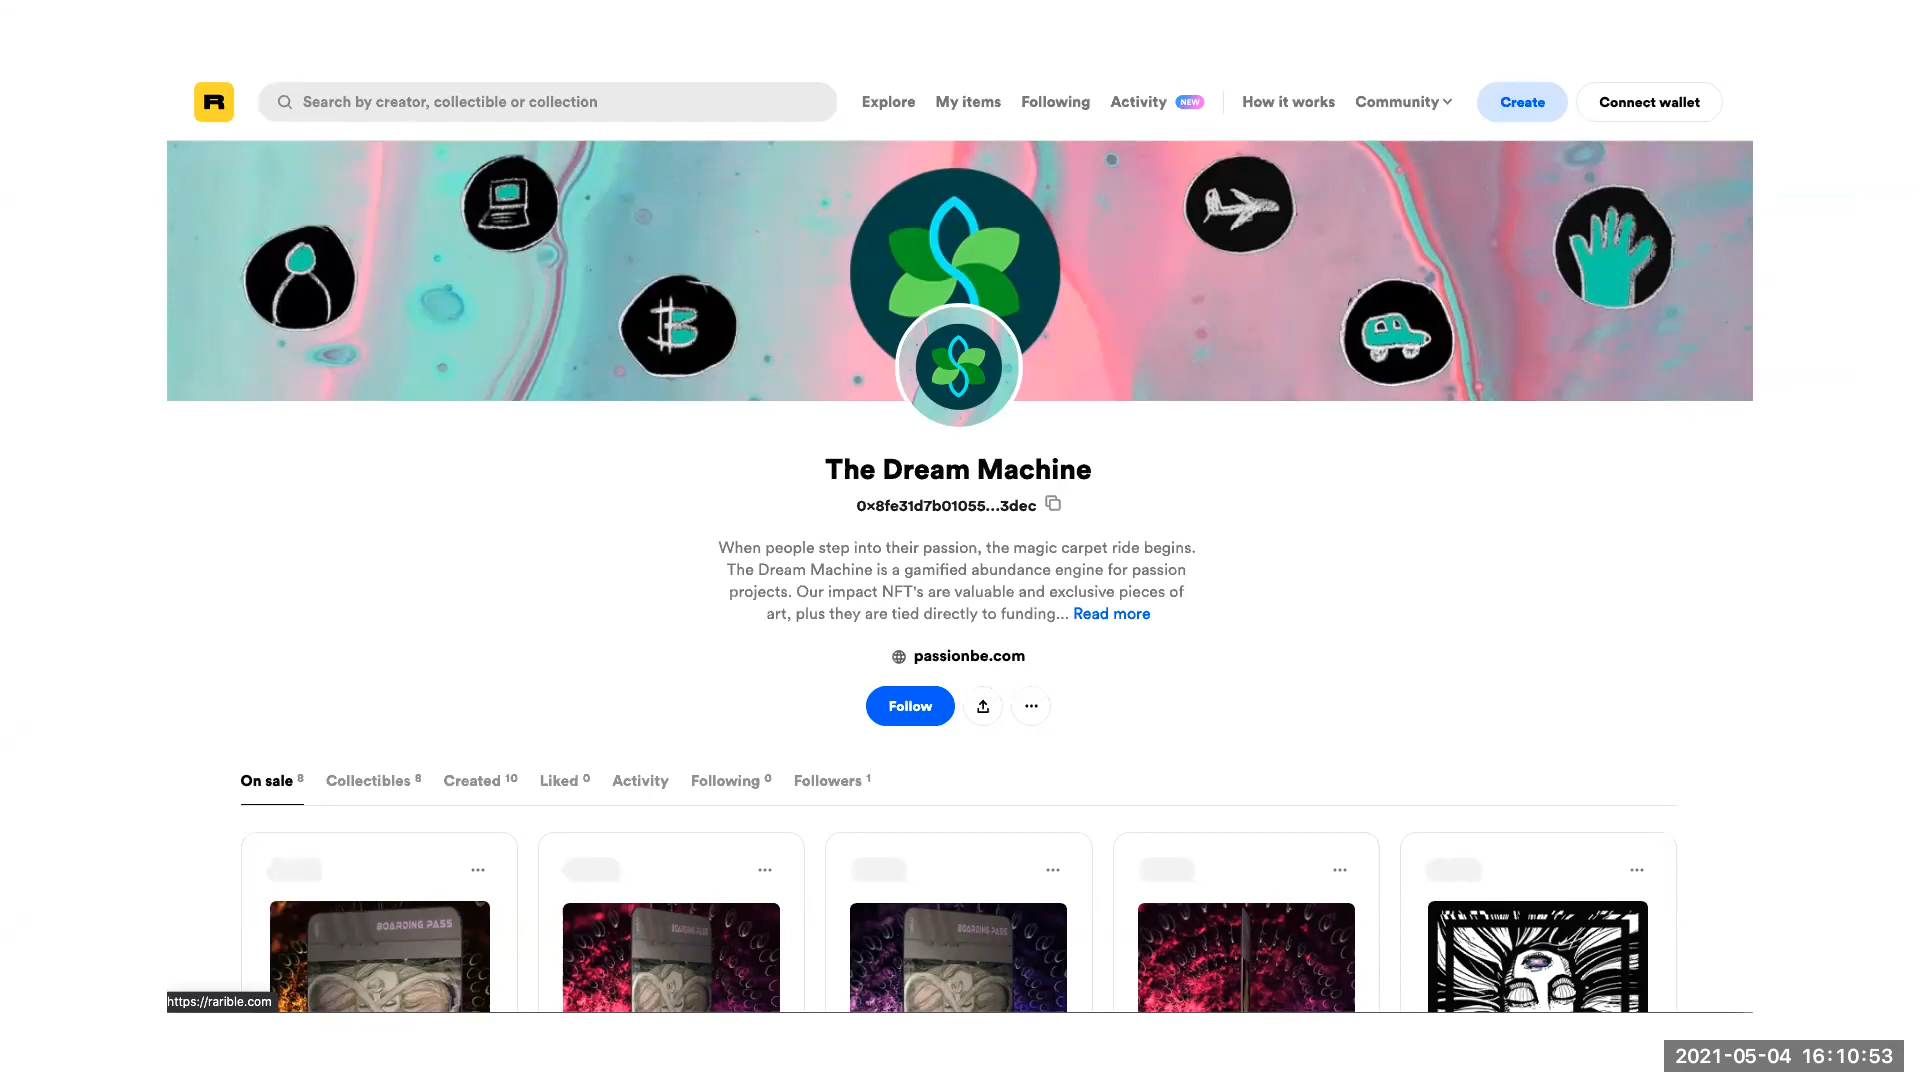 R
Search by creator, collectible or collection
Explore My items Following Activity NEW How it works Community Create Connect wallet
The Dream Machine
0x8fe31d7b01055...3dec
When people step into their passion, the magic carpet ride begins.
The Dream Machine is a gamified abundance engine for passion
projects. Our impact NFT's are valuable and exclusive pieces of
art, plus they are tied directly to funding... Read more
passionbe.com
Follow
On sale 8 Collectibles 8 Created 10 Liked 0 Activity Following 0 Followers 1
BOARDING PASS
BOARDING PASS
BOARDING PASS
https://rarible.com
2021-05-04 16:10:53